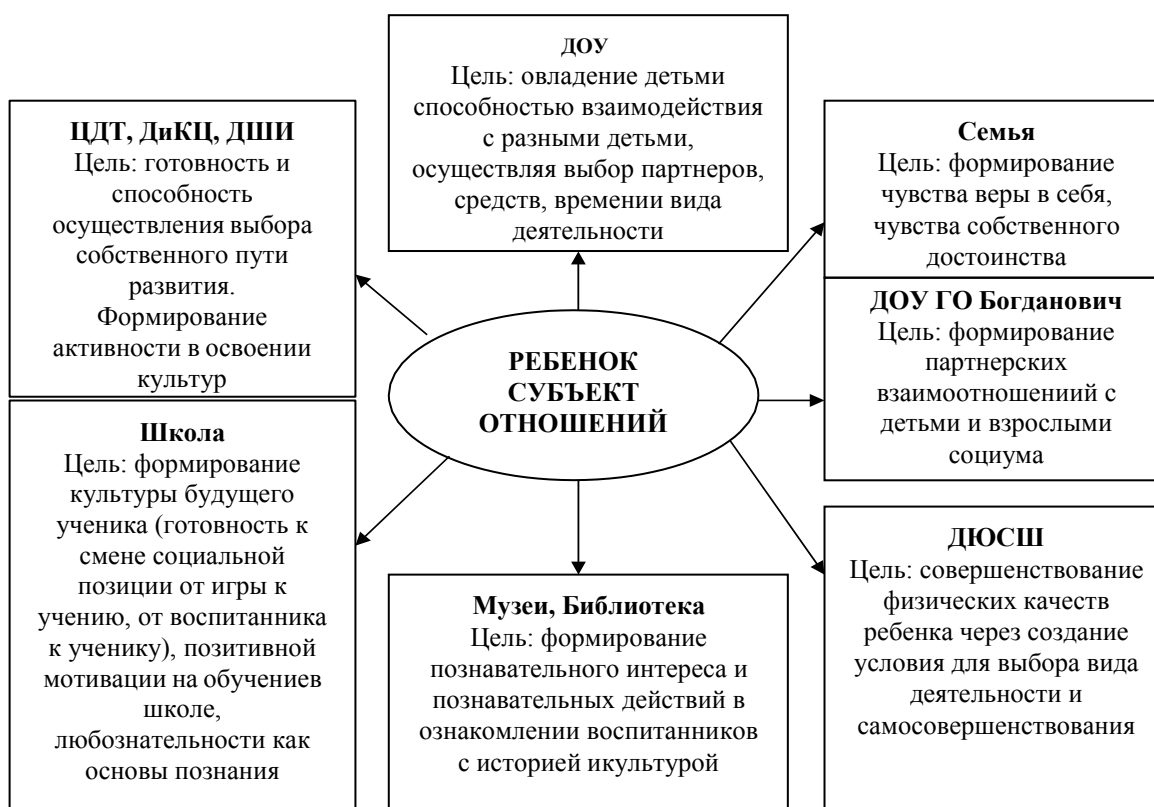 ДОУ
Цель: овладение детьми
способностью взаимодействия
с разными детьми,
осуществляя выбор партнеров,
средств, времении вида
деятельности
ЦДТ, ДиКЦ, ДШИ
Цель: готовность и
способность
осуществления выбора
собственного пути
развития.
Формирование
активности в освоении
культур
Семья
Цель: формирование
чувства веры в себя,
чувства собственного
достоинства
РЕБЕНОК
СУБЪЕКТ
ОТНОШЕНИЙ
ДОУ ГО Богданович
Цель: формирование
партнерских
взаимоотношениий с
детьми и взрослыми
социума
Школа
Цель: формирование
культуры будущего
ученика (готовность к
смене социальной
позиции от игры к
учению, от воспитанника
к ученику), позитивной
мотивации на обучениев
школе,
любознательности как
основы познания
Музеи, Библиотека
Цель: формирование
познавательного интереса и
познавательных действий в
ознакомлении воспитанников
с историей икультурой
ДЮСШ
Цель: совершенствование
физических качеств
ребенка через создание
условия для выбора вида
деятельности и
самосовершенствования